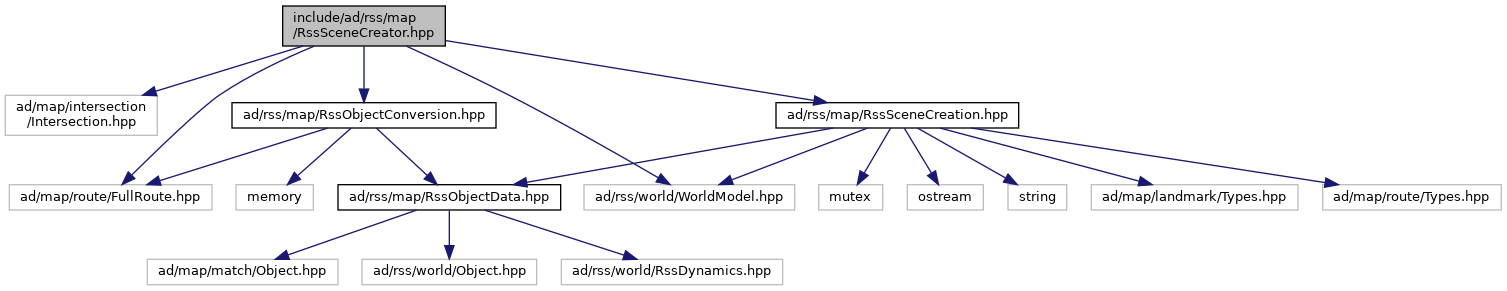 include/ad/rss/map
/RssSceneCreator.hpp
ad/map/intersection
/Intersection.hpp
ad/rss/map/RssObjectConversion.hpp
ad/rss/map/RssSceneCreation.hpp
ad/map/route/FullRoute.hpp
memory
ad/rss/map/RssObjectData.hpp
ad/rss/world/WorldModel.hpp
mutex
ostream
string
ad/map/landmark/Types.hpp
ad/map/route/Types.hpp
ad/map/match/Object.hpp
ad/rss/world/Object.hpp
ad/rss/world/RssDynamics.hpp